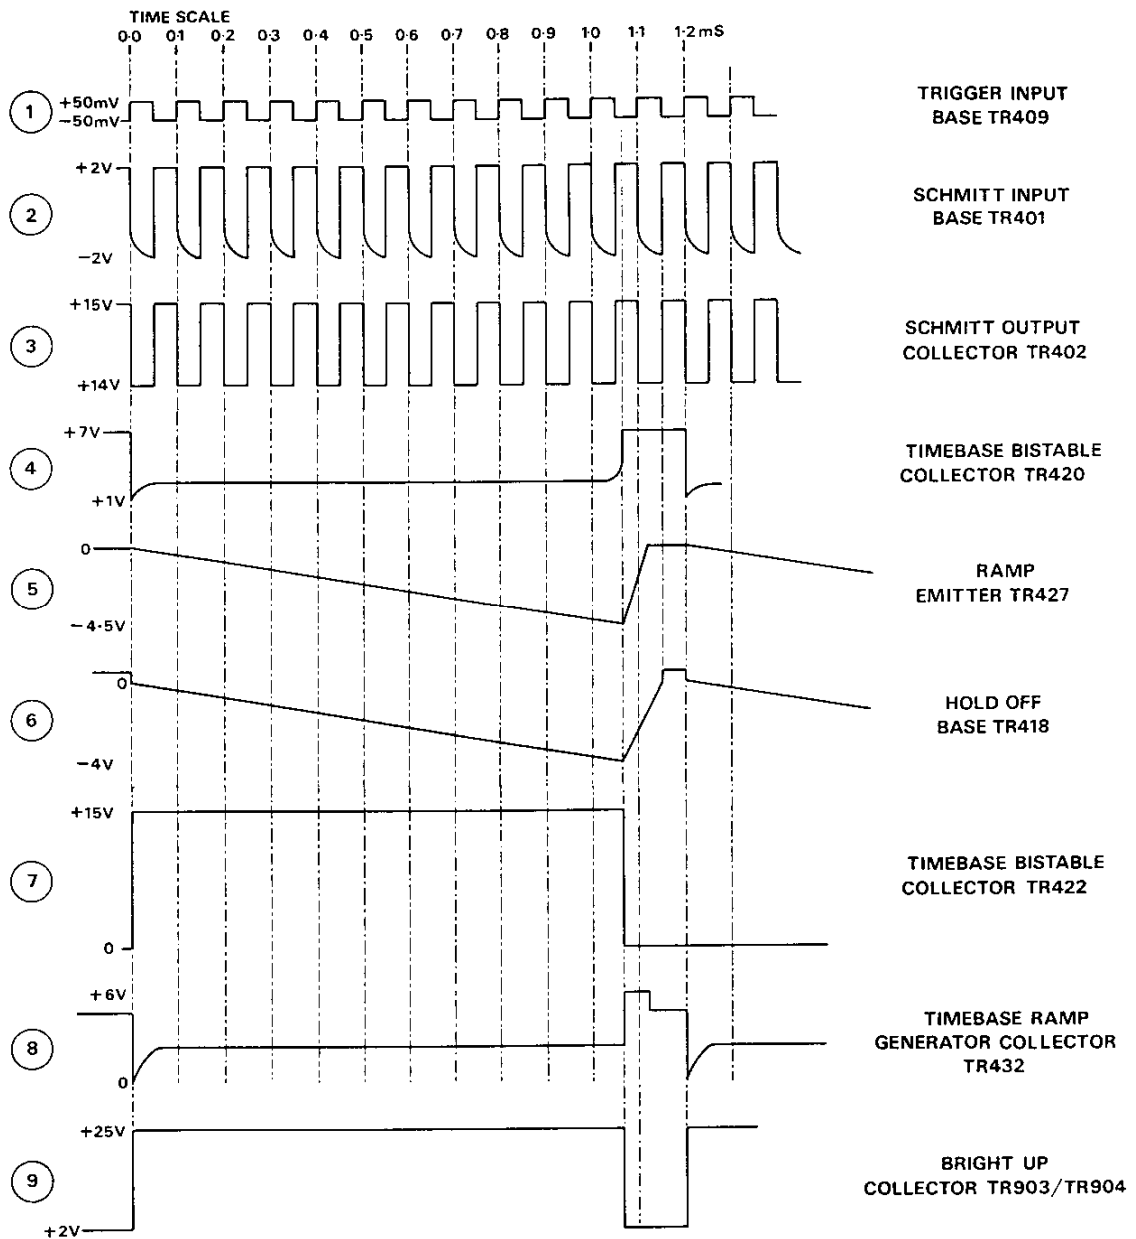 TIME SCALE
0·0 0·1 0·2 0·3 0·4 0·5 0·6 0·7 0·8 0·9 1·0 1·1 1·2 mS
1
+50mV
−50mV
TRIGGER INPUT
BASE TR409
2
+2V
−2V
SCHMITT INPUT
BASE TR401
3
+15V
+14V
SCHMITT OUTPUT
COLLECTOR TR402
4
+7V
+1V
TIMEBASE BISTABLE
COLLECTOR TR420
5
0
−4·5V
RAMP
EMITTER TR427
6
0
−4V
HOLD OFF
BASE TR418
7
+15V
0
TIMEBASE BISTABLE
COLLECTOR TR422
8
+6V
0
TIMEBASE RAMP
GENERATOR COLLECTOR
TR432
9
+25V
+2V
BRIGHT UP
COLLECTOR TR903/TR904